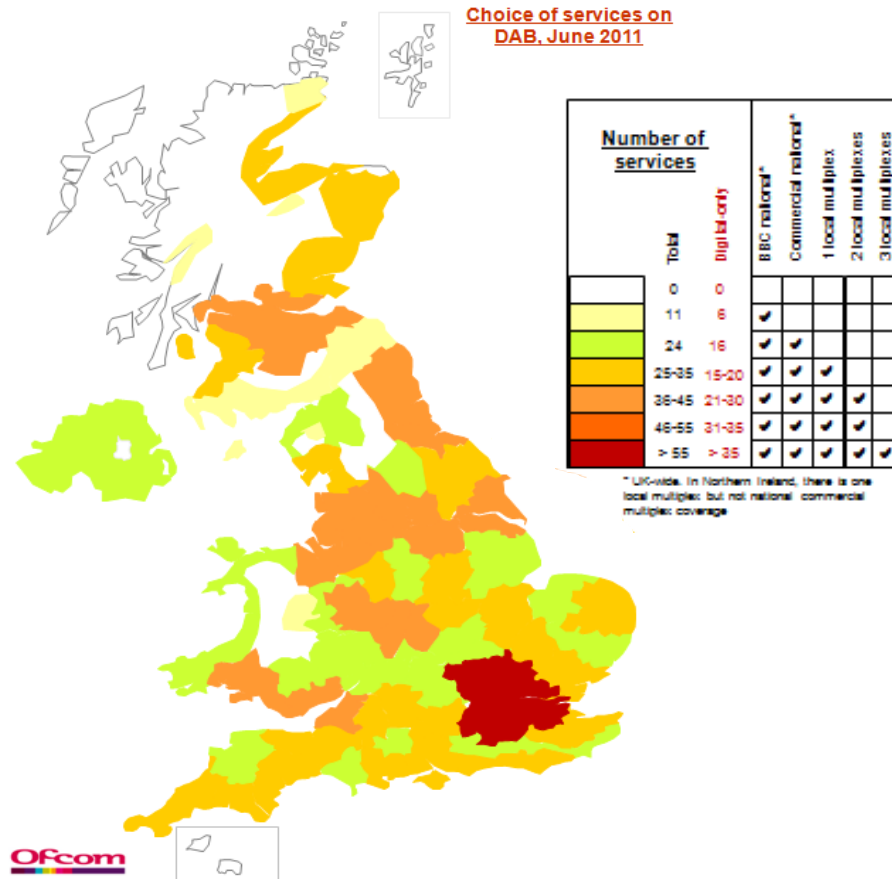 Choice of services on
DAB, June 2011
Number of
services
Total
Digital-only
BBC national*
Commercial national*
1 local multiplex
2 local multiplexes
3 local multiplexes
0 0
11 6 ✔
24 16 ✔ ✔
25-35 15-20 ✔ ✔ ✔
36-45 21-30 ✔ ✔ ✔ ✔
46-55 31-35 ✔ ✔ ✔ ✔
> 55 > 35 ✔ ✔ ✔ ✔ ✔
* UK-wide. In Northern Ireland, there is one
local multiplex but not national commercial
multiplex coverage
Ofcom